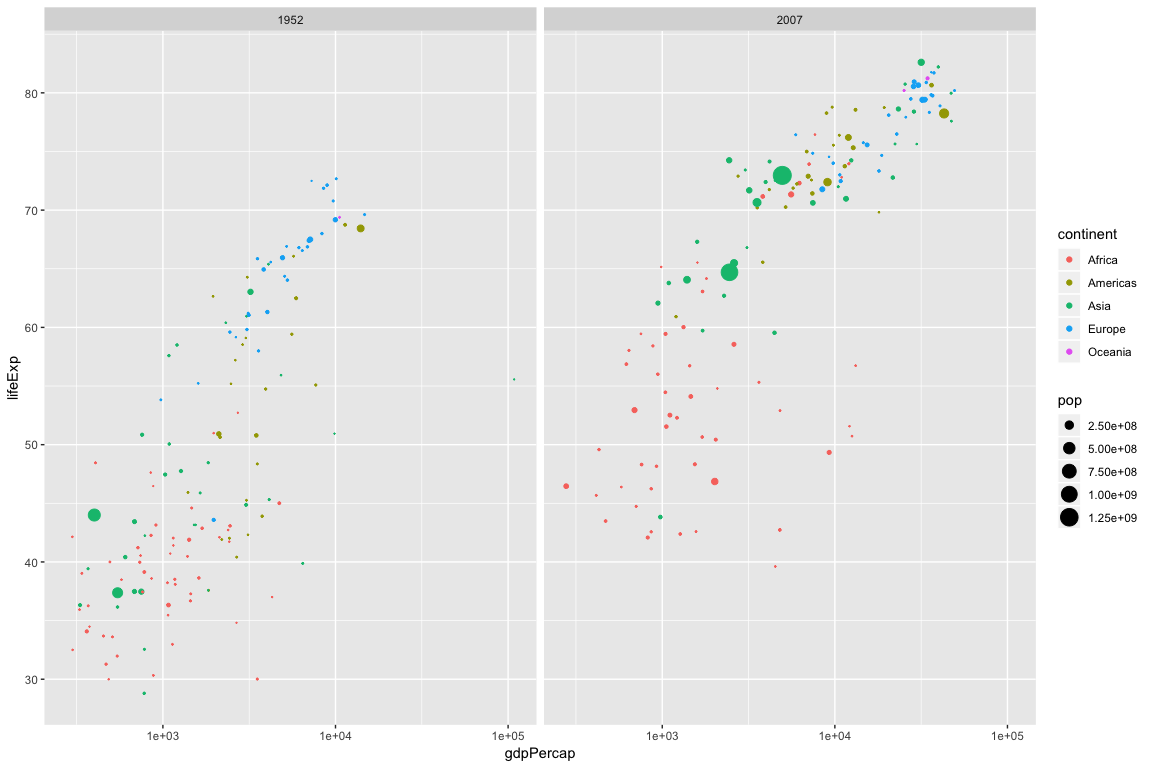 1952
2007
80
70
60
50
40
30
lifeExp
1e+03
1e+04
1e+05
1e+03
1e+04
1e+05
gdpPercap
continent
Africa
Americas
Asia
Europe
Oceania
pop
2.50e+08
5.00e+08
7.50e+08
1.00e+09
1.25e+09